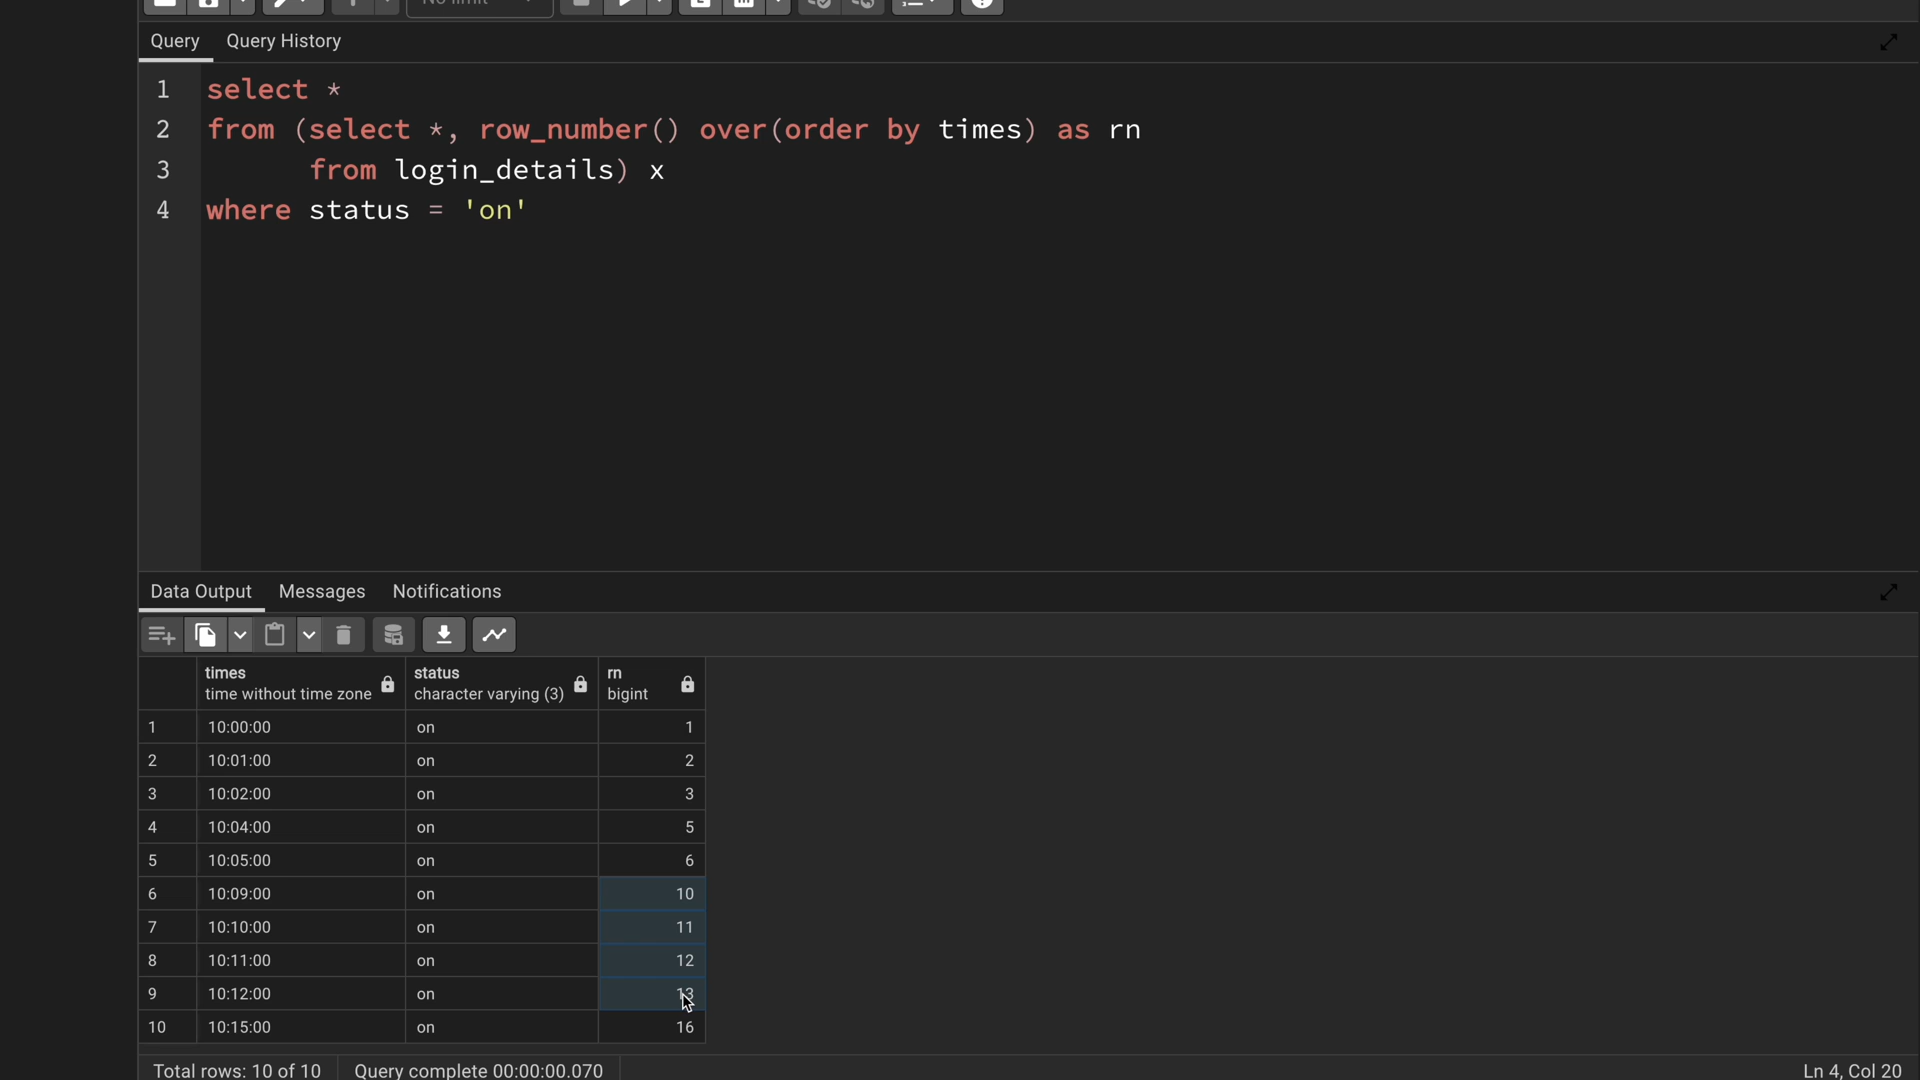 No limit
Query Query History
1 select *
2 from (select *, row_number() over(order by times) as rn
3 from login_details) x
4 where status = 'on'
Data Output Messages Notifications
times status rn
time without time zone character varying (3) bigint
1 10:00:00 on 1
2 10:01:00 on 2
3 10:02:00 on 3
4 10:04:00 on 5
5 10:05:00 on 6
6 10:09:00 on 10
7 10:10:00 on 11
8 10:11:00 on 12
9 10:12:00 on 13
10 10:15:00 on 16
Total rows: 10 of 10 Query complete 00:00:00.070 Ln 4, Col 20